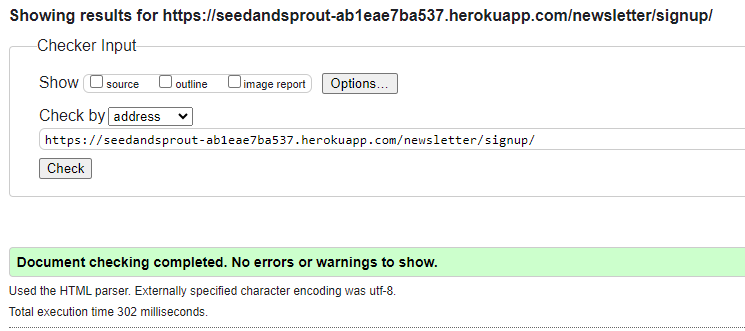 Showing results for https://seedandsprout-ab1eae7ba537.herokuapp.com/newsletter/signup/
Checker Input
Show source outline image report Options...
Check by address
https://seedandsprout-ab1eae7ba537.herokuapp.com/newsletter/signup/
Check
Document checking completed. No errors or warnings to show.
Used the HTML parser. Externally specified character encoding was utf-8.
Total execution time 302 milliseconds.